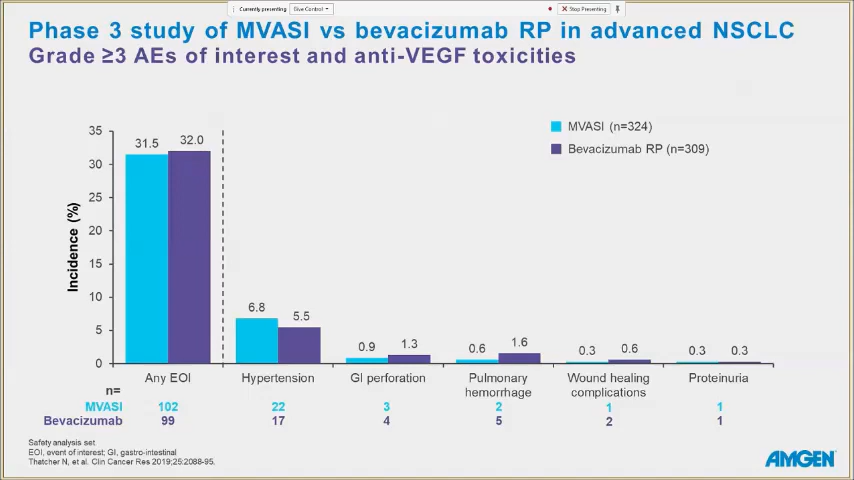 Currently presenting
Give Control
Stop Presenting
Phase 3 study of MVASI vs bevacizumab RP in advanced NSCLC
Grade ≥3 AEs of interest and anti-VEGF toxicities
MVASI (n=324)
Bevacizumab RP (n=309)
Incidence (%)
35
30
25
20
15
10
5
0
31.5 32.0
6.8 5.5
0.9 1.3
0.6 1.6
0.3 0.6
0.3 0.3
Any EOI
Hypertension
GI perforation
Pulmonary
hemorrhage
Wound healing
complications
Proteinuria
n=
MVASI 102 22 3 2 1 1
Bevacizumab 99 17 4 5 2 1
Safety analysis set
EOI, event of interest; GI, gastro-intestinal
Thatcher N, et al. Clin Cancer Res 2019;25:2088-95.
AMGEN